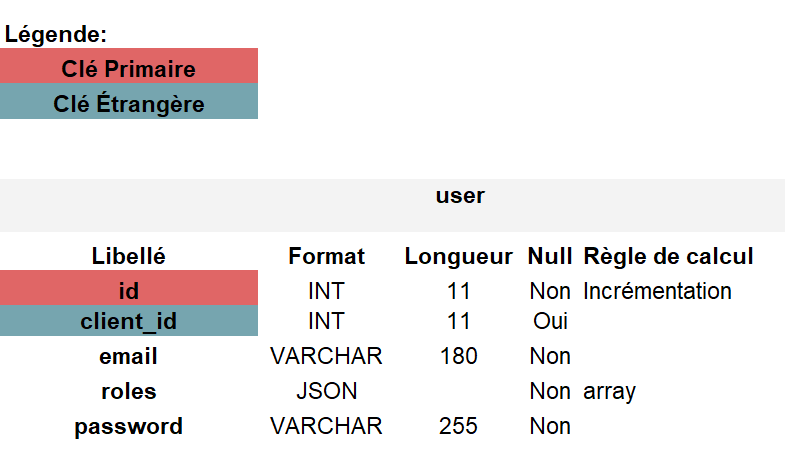 Légende:
Clé Primaire
Clé Étrangère
user
Libellé Format Longueur Null Règle de calcul
id INT 11 Non Incrémentation
client_id INT 11 Oui
email VARCHAR 180 Non
roles JSON Non array
password VARCHAR 255 Non